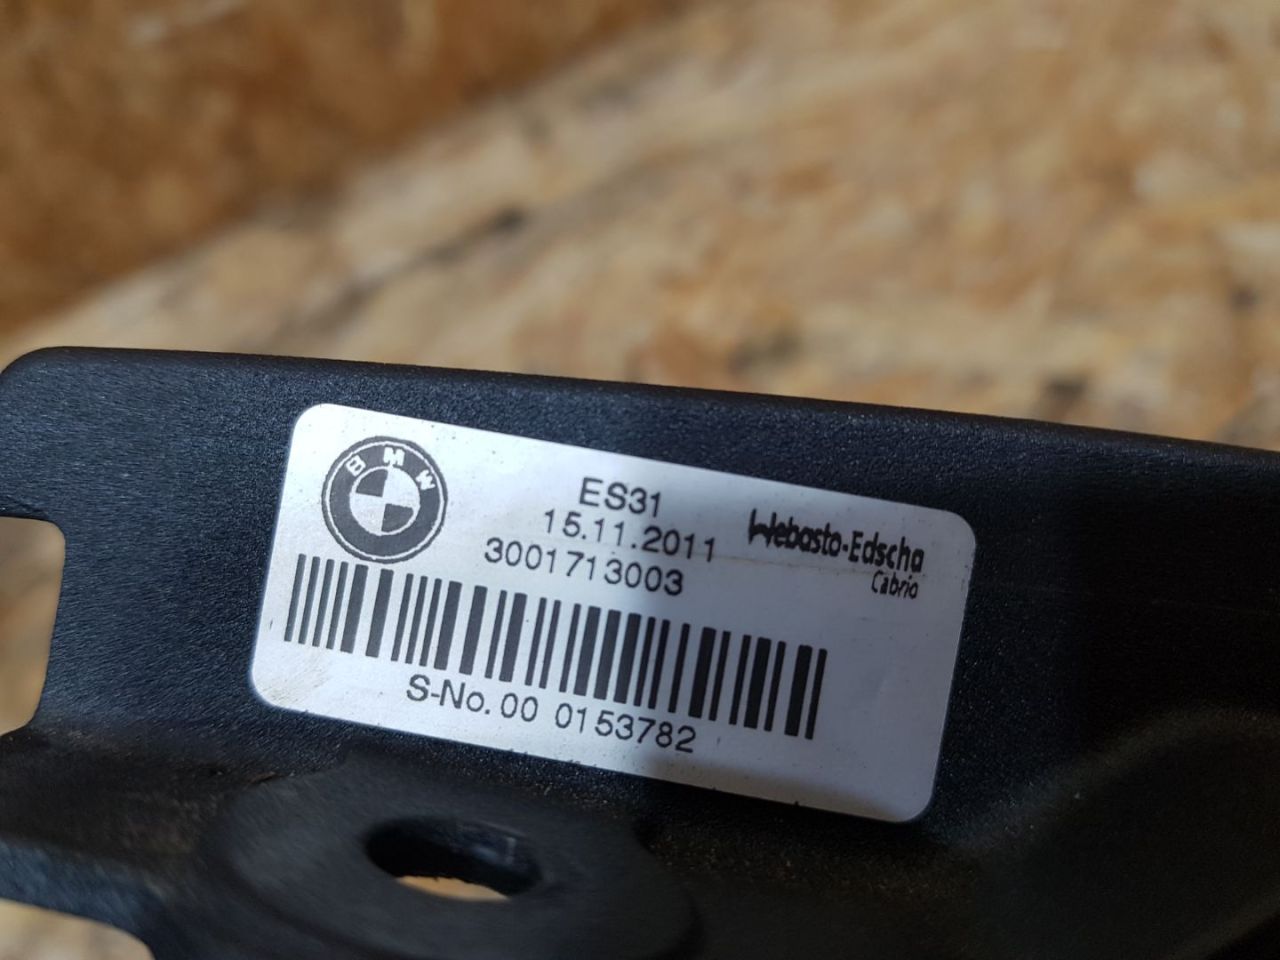 BMW
ES31
15.11.2011
3001713003
Webasto-Edscha
Cabrio
S-No. 00 0153782